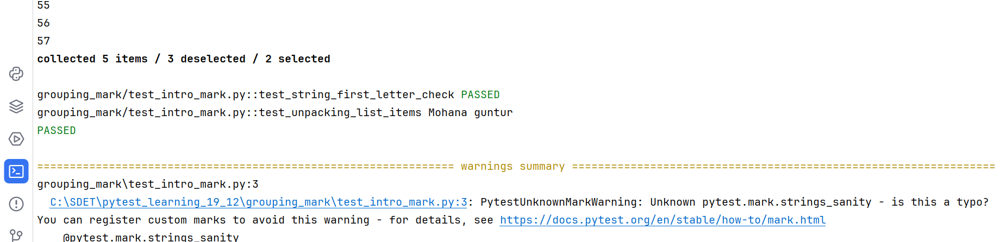 55
56
57
collected 5 items / 3 deselected / 2 selected
grouping_mark/test_intro_mark.py::test_string_first_letter_check PASSED
grouping_mark/test_intro_mark.py::test_unpacking_list_items Mohana guntur
PASSED
================================================================ warnings summary =================================================================
grouping_mark\test_intro_mark.py:3
  C:\SDET\pytest_learning_19_12\grouping_mark\test_intro_mark.py:3: PytestUnknownMarkWarning: Unknown pytest.mark.strings_sanity - is this a typo?
You can register custom marks to avoid this warning - for details, see https://docs.pytest.org/en/stable/how-to/mark.html
    @pytest.mark.strings_sanity